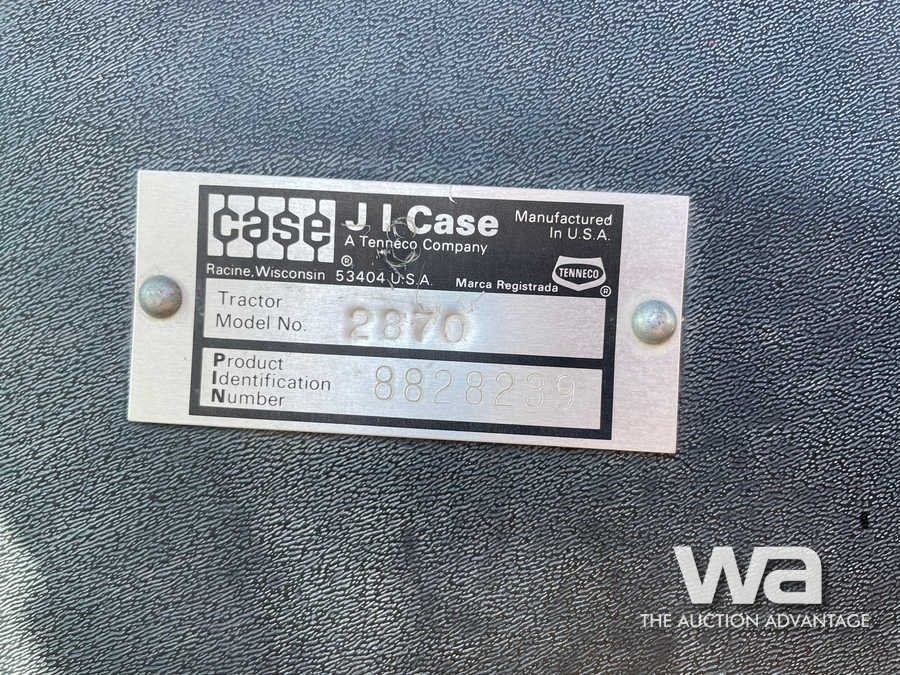 case
J I Case
A Tenneco Company
Manufactured
In U.S.A.
®
Racine, Wisconsin 53404 U.S.A.
Marca Registrada
TENNECO
®
Tractor
Model No. 2870
Product
Identification
Number 8828239
wa
THE AUCTION ADVANTAGE